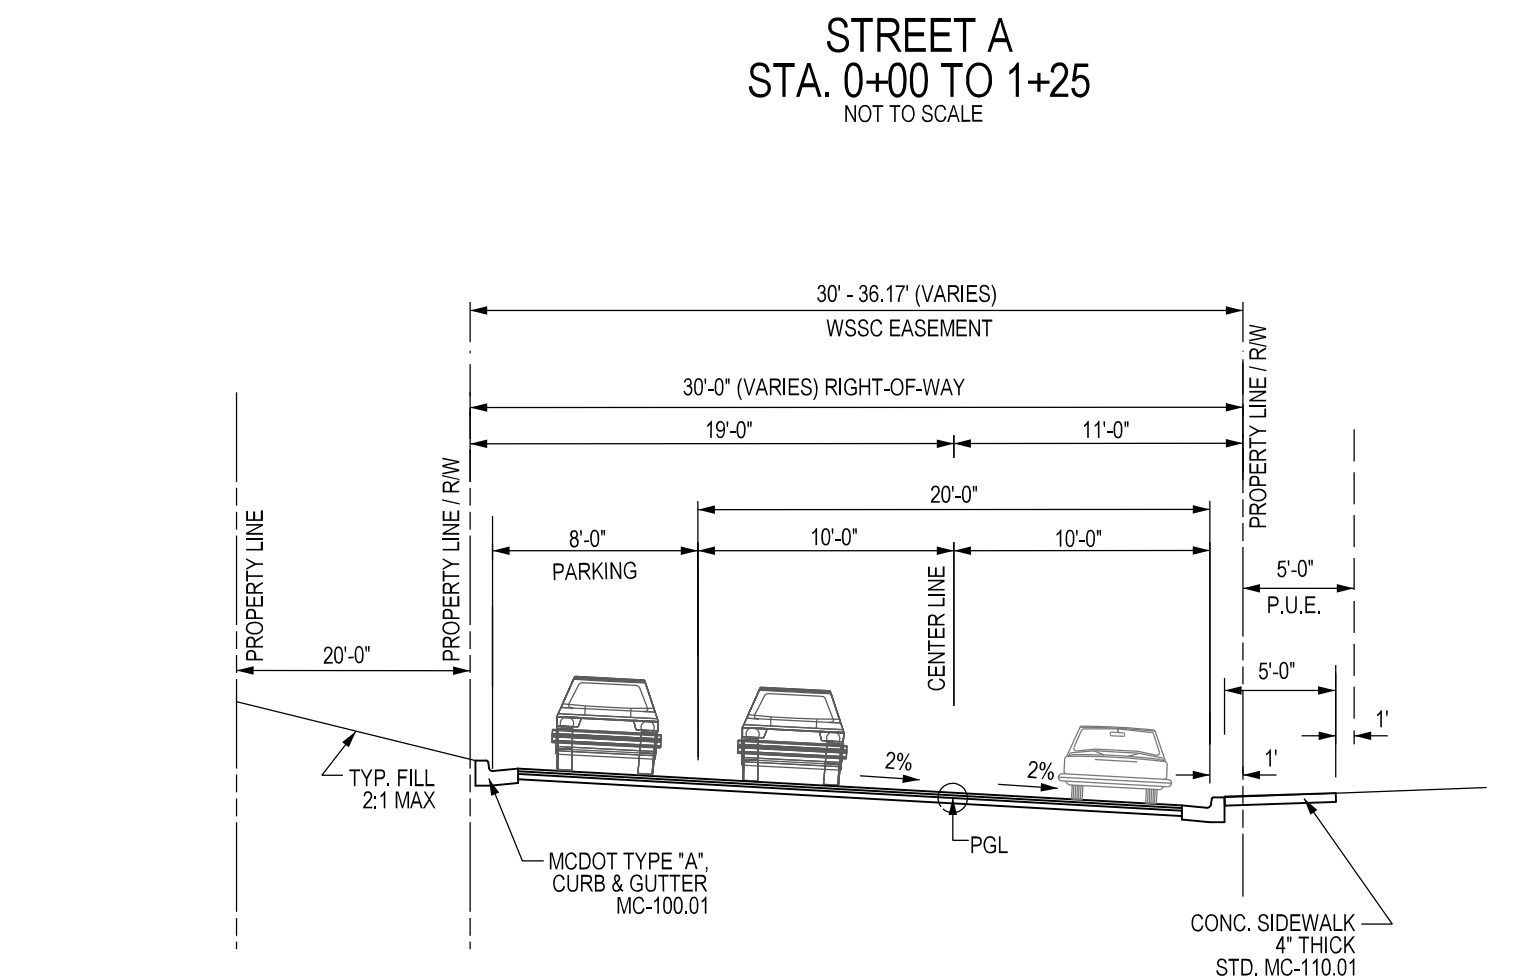 STREET A
STA. 0+00 TO 1+25
NOT TO SCALE
30' - 36.17' (VARIES)
WSSC EASEMENT
30'-0" (VARIES) RIGHT-OF-WAY
19'-0"
11'-0"
20'-0"
8'-0"
PARKING
10'-0"
10'-0"
PROPERTY LINE
PROPERTY LINE / R/W
CENTER LINE
PROPERTY LINE / R/W
5'-0"
P.U.E.
20'-0"
5'-0"
1'
1'
2%
2%
TYP. FILL
2:1 MAX
PGL
MCDOT TYPE "A",
CURB & GUTTER
MC-100.01
CONC. SIDEWALK
4" THICK
STD. MC-110.01